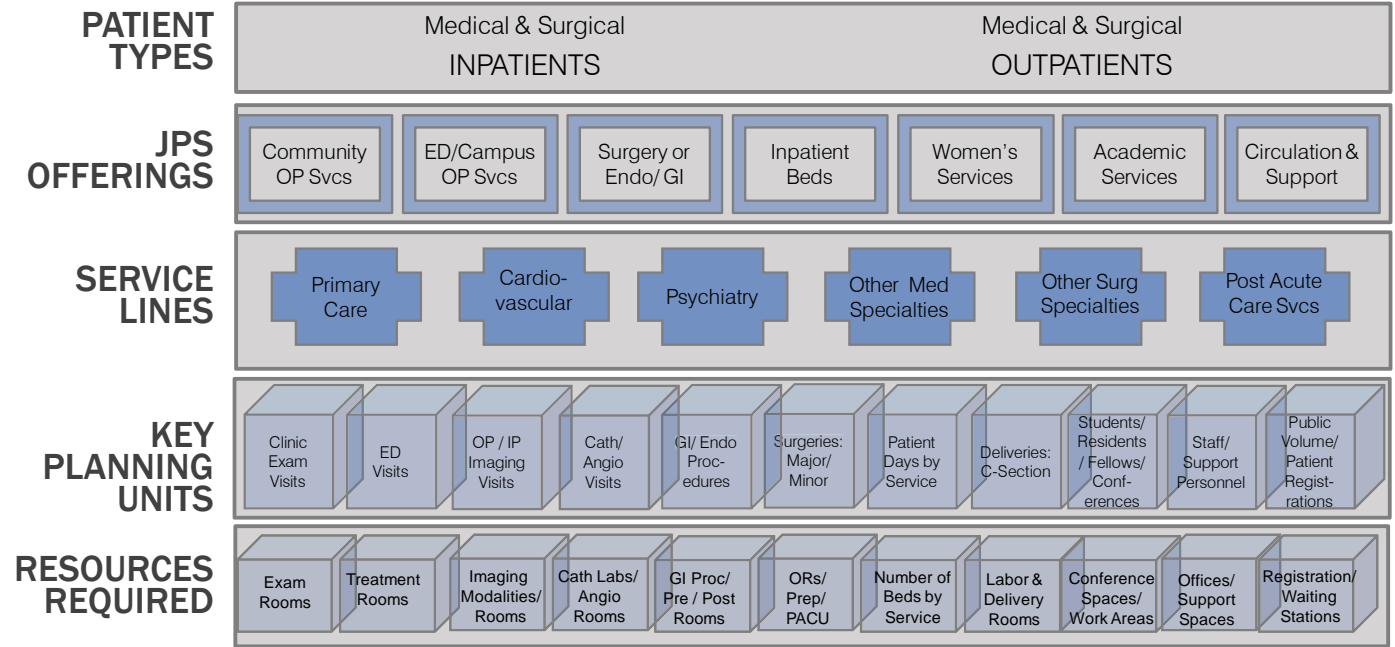 PATIENT
TYPES
Medical & Surgical
INPATIENTS
Medical & Surgical
OUTPATIENTS
JPS
OFFERINGS
Community
OP Svcs
ED/Campus
OP Svcs
Surgery or
Endo/ GI
Inpatient
Beds
Women's
Services
Academic
Services
Circulation &
Support
SERVICE
LINES
Primary
Care
Cardio-
vascular
Psychiatry
Other Med
Specialties
Other Surg
Specialties
Post Acute
Care Svcs
KEY
PLANNING
UNITS
Clinic
Exam
Visits
ED
Visits
OP / IP
Imaging
Visits
Cath/
Angio
Visits
GI/ Endo
Proc-
edures
Surgeries:
Major/
Minor
Patient
Days by
Service
Deliveries:
C-Section
Students/
Residents
/ Fellows/
Conf-
erences
Staff/
Support
Personnel
Public
Volume/
Patient
Regist-
rations
RESOURCES
REQUIRED
Exam
Rooms
Treatment
Rooms
Imaging
Modalities/
Rooms
Cath Labs/
Angio
Rooms
GI Proc/
Pre / Post
Rooms
ORs/
Prep/
PACU
Number of
Beds by
Service
Labor &
Delivery
Rooms
Conference
Spaces/
Work Areas
Offices/
Support
Spaces
Registration/
Waiting
Stations